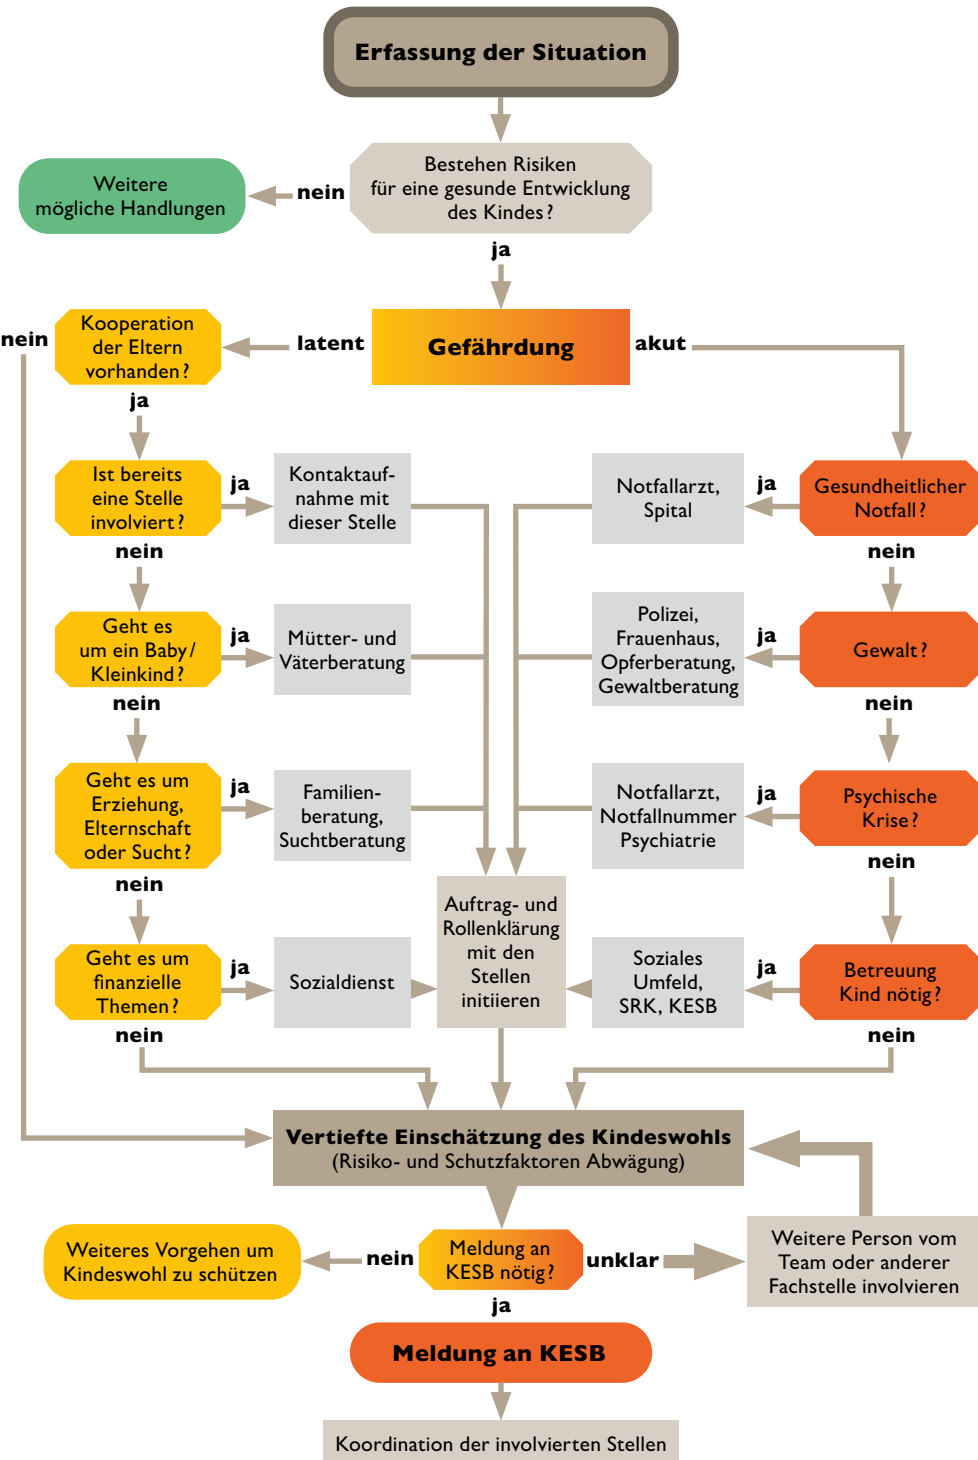 Erfassung der Situation
Bestehen Risiken
für eine gesunde Entwicklung
des Kindes?
nein
Weitere
mögliche Handlungen
ja
Gefährdung
latent
akut
Kooperation
der Eltern
vorhanden?
nein
ja
Ist bereits
eine Stelle
involviert?
ja
Kontaktauf-
nahme mit
dieser Stelle
Notfallarzt,
Spital
ja
Gesundheitlicher
Notfall?
nein
nein
Geht es
um ein Baby/
Kleinkind?
ja
Mütter- und
Väterberatung
Polizei,
Frauenhaus,
Opferberatung,
Gewaltberatung
ja
Gewalt?
nein
nein
Geht es um
Erziehung,
Elternschaft
oder Sucht?
ja
Familien-
beratung,
Suchtberatung
Notfallarzt,
Notfallnummer
Psychiatrie
ja
Psychische
Krise?
nein
nein
Auftrag- und
Rollenklärung
mit den
Stellen
initiieren
Geht es um
finanzielle
Themen?
ja
Sozialdienst
Soziales
Umfeld,
SRK, KESB
ja
Betreuung
Kind nötig?
nein
nein
Vertiefte Einschätzung des Kindeswohls
(Risiko- und Schutzfaktoren Abwägung)
Weiteres Vorgehen um
Kindeswohl zu schützen
nein
Meldung an
KESB nötig?
unklar
Weitere Person vom
Team oder anderer
Fachstelle involvieren
ja
Meldung an KESB
Koordination der involvierten Stellen